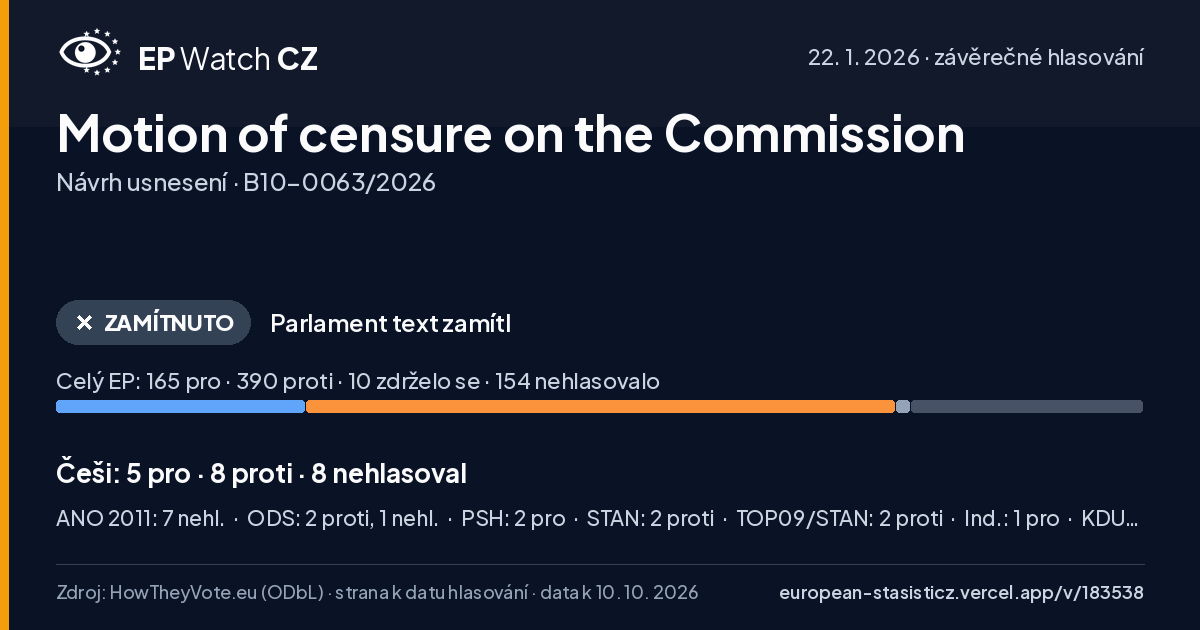 EP Watch CZ
22. 1. 2026 · závěrečné hlasování
Motion of censure on the Commission
Návrh usnesení · B10-0063/2026
✕ ZAMÍTNUTO
Parlament text zamítl
Celý EP: 165 pro · 390 proti · 10 zdrželo se · 154 nehlasovalo
Češi: 5 pro · 8 proti · 8 nehlasoval
ANO 2011: 7 nehl. · ODS: 2 proti, 1 nehl. · PSH: 2 pro · STAN: 2 proti · TOP09/STAN: 2 proti · Ind.: 1 pro · KDU…
Zdroj: HowTheyVote.eu (ODbL) · strana k datu hlasování · data k 10. 10. 2026
european-stasisticz.vercel.app/v/183538